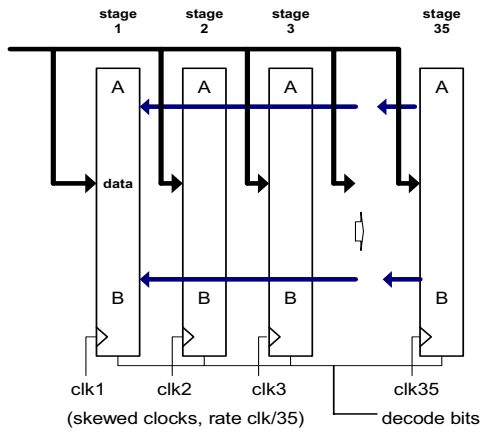 stage stage stage stage
1 2 3 35
A A A A
data
B B B B
clk1 clk2 clk3 clk35
(skewed clocks, rate clk/35) decode bits